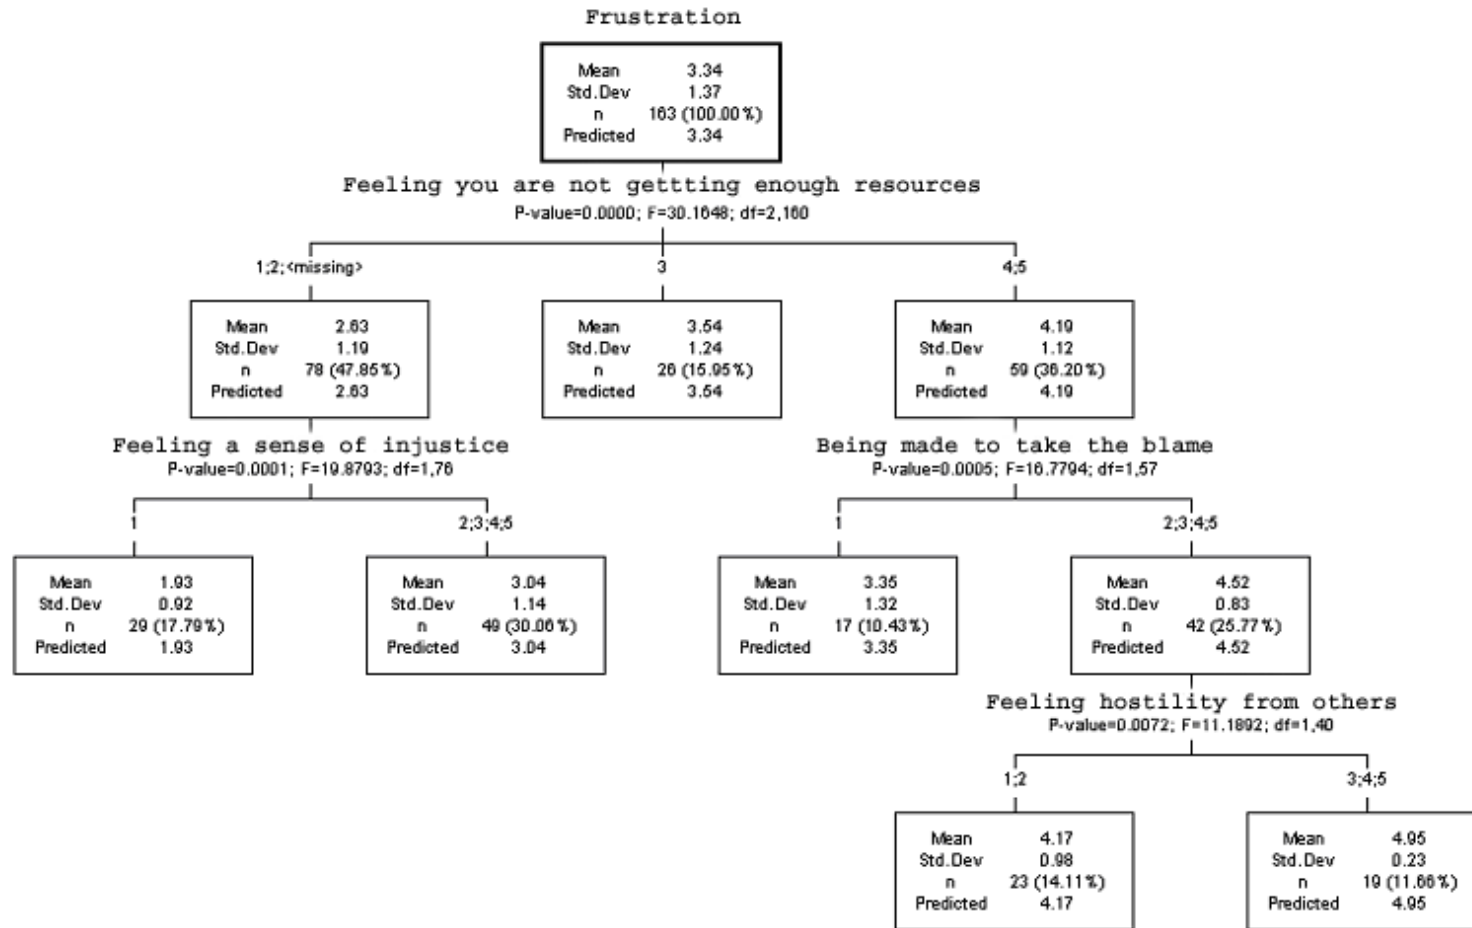 Frustration
Mean 3.34
Std.Dev 1.37
n 163 (100.00%)
Predicted 3.34
Feeling you are not gettting enough resources
P-value=0.0000; F=30.1648; df=2,160
1;2;<missing>
3
4;5
Mean 2.63
Std.Dev 1.19
n 78 (47.85%)
Predicted 2.63
Mean 3.54
Std.Dev 1.24
n 26 (15.95%)
Predicted 3.54
Mean 4.19
Std.Dev 1.12
n 59 (36.20%)
Predicted 4.19
Feeling a sense of injustice
P-value=0.0001; F=19.8793; df=1,76
Being made to take the blame
P-value=0.0005; F=16.7794; df=1,57
1
2;3;4;5
1
2;3;4;5
Mean 1.93
Std.Dev 0.92
n 29 (17.79%)
Predicted 1.93
Mean 3.04
Std.Dev 1.14
n 49 (30.06%)
Predicted 3.04
Mean 3.35
Std.Dev 1.32
n 17 (10.43%)
Predicted 3.35
Mean 4.52
Std.Dev 0.83
n 42 (25.77%)
Predicted 4.52
Feeling hostility from others
P-value=0.0072; F=11.1892; df=1,40
1;2
3;4;5
Mean 4.17
Std.Dev 0.98
n 23 (14.11%)
Predicted 4.17
Mean 4.95
Std.Dev 0.23
n 19 (11.66%)
Predicted 4.95